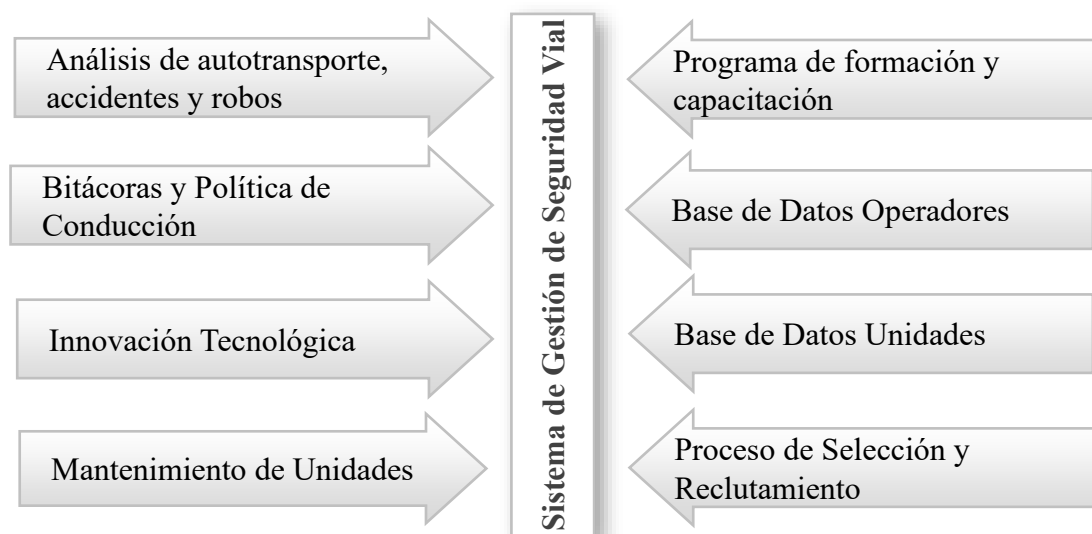 Análisis de autotransporte,
accidentes y robos
Bitácoras y Política de
Conducción
Innovación Tecnológica
Mantenimiento de Unidades
Sistema de Gestión de Seguridad Vial
Programa de formación y
capacitación
Base de Datos Operadores
Base de Datos Unidades
Proceso de Selección y
Reclutamiento